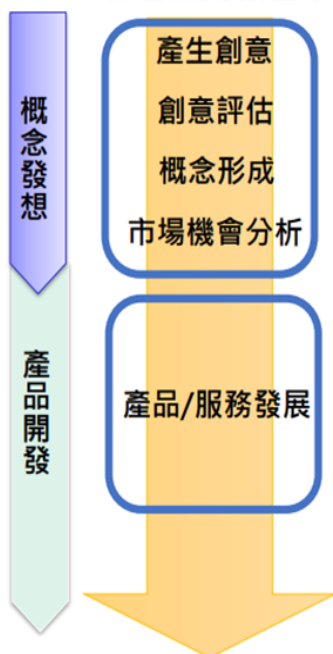 概念發想
產生創意
創意評估
概念形成
市場機會分析
產品開發
產品/服務發展